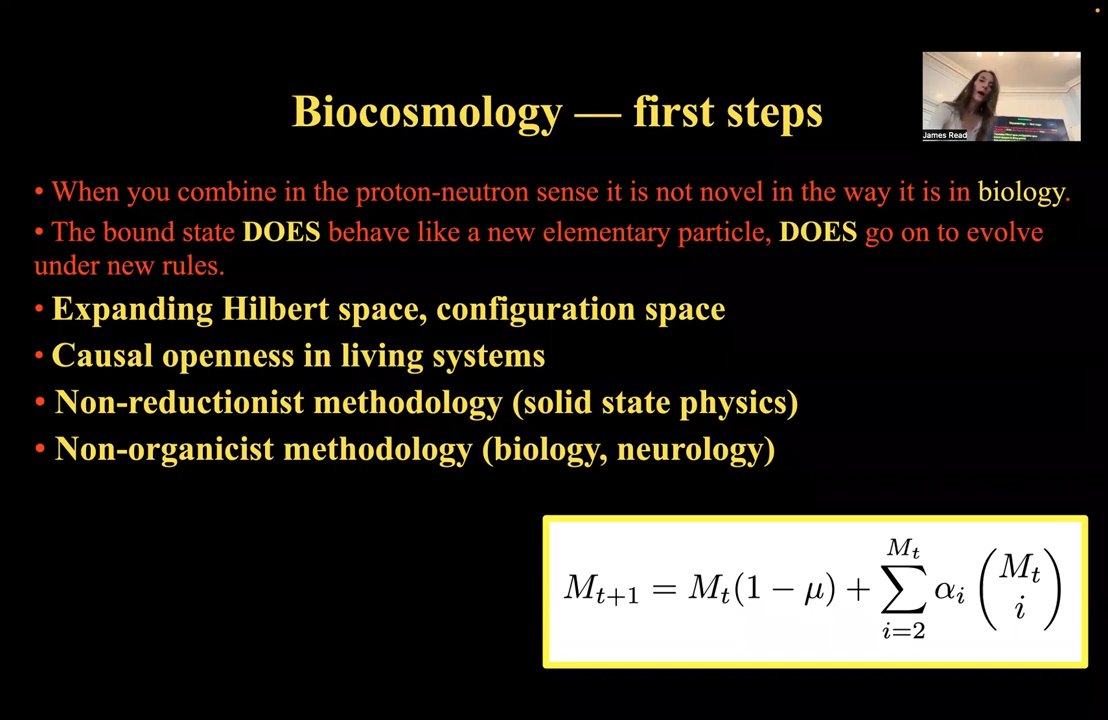 Biocosmology — first steps
James Read
• When you combine in the proton-neutron sense it is not novel in the way it is in biology.
• The bound state DOES behave like a new elementary particle, DOES go on to evolve
under new rules.
• Expanding Hilbert space, configuration space
• Causal openness in living systems
• Non-reductionist methodology (solid state physics)
• Non-organicist methodology (biology, neurology)
M_{t+1} = M_t(1 − μ) + \sum_{i=2}^{M_t} α_i \binom{M_t}{i}